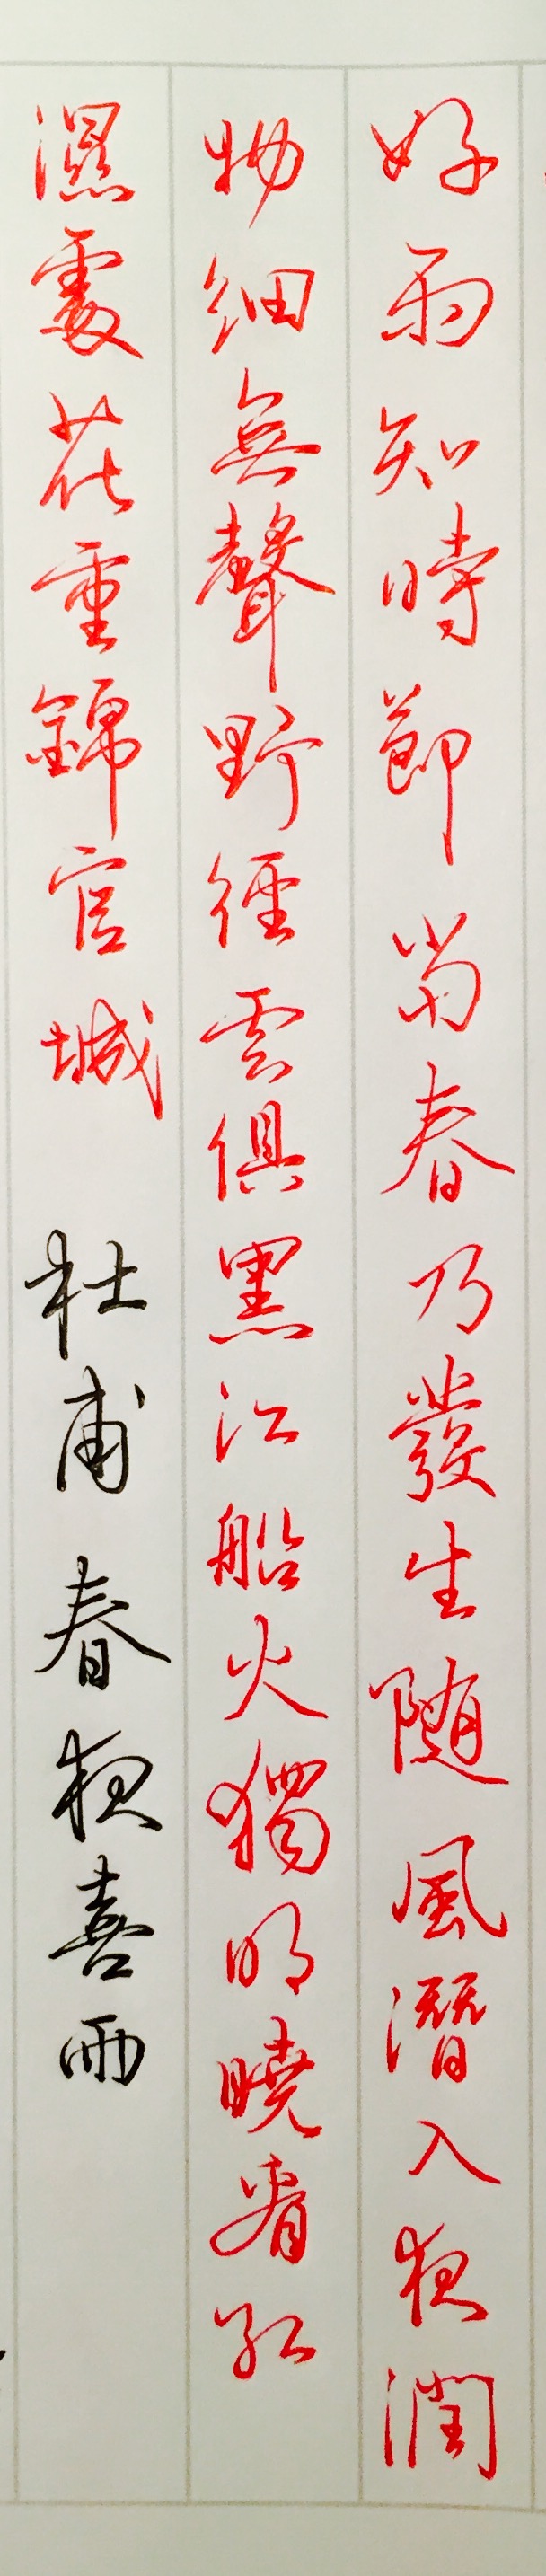 好雨知時節當春乃發生隨風潛入夜潤
物細無聲野徑雲俱黑江船火獨明曉看紅
濕處花重錦官城 杜甫 春夜喜雨